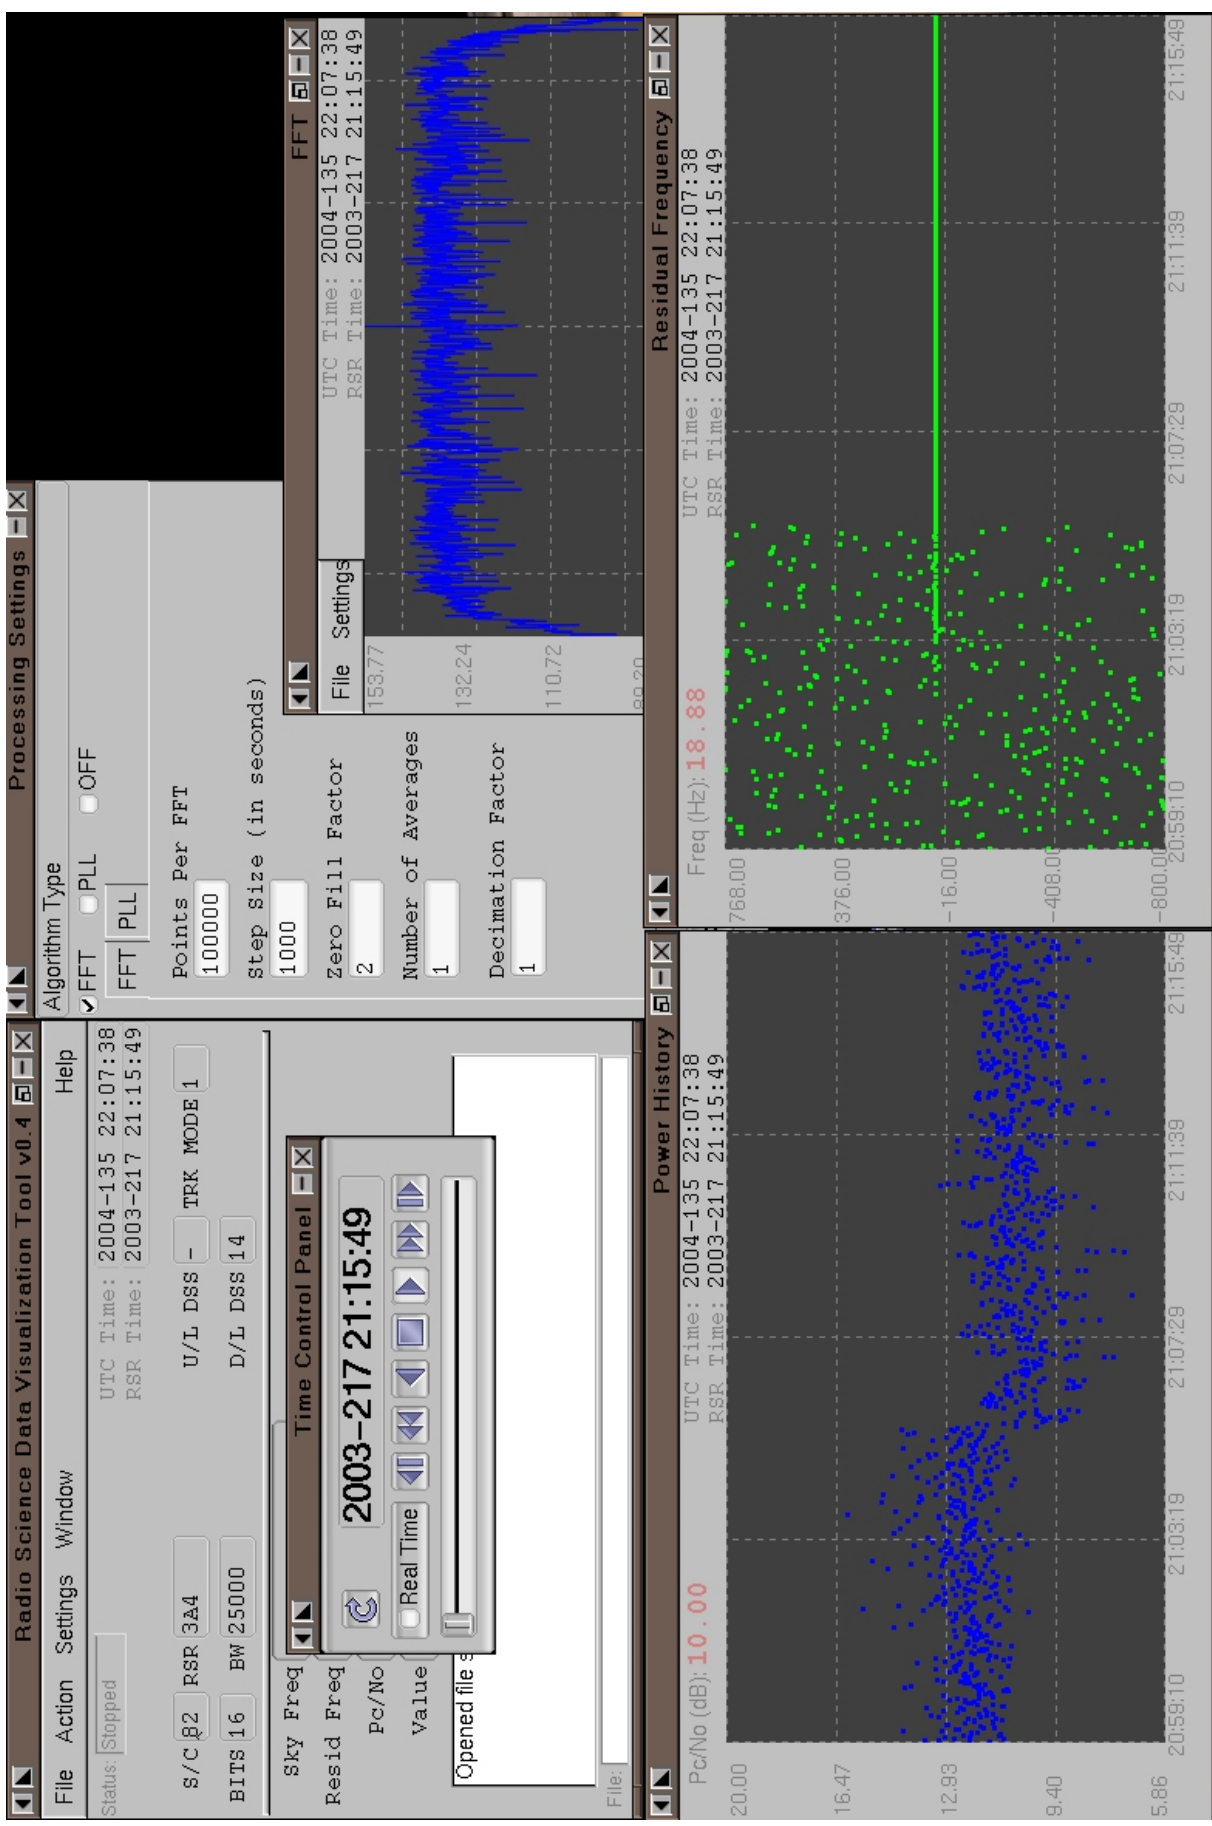 Radio Science Data Visualization Tool v0.4
File Action Settings Window Help
Status: Stopped
UTC Time: 2004-135 22:07:38
RSR Time: 2003-217 21:15:49
S/C 82 RSR 3A4 U/L DSS - TRK MODE 1
BITS 16 BW 25000 D/L DSS 14
Sky Freq
Resid Freq
Pc/No
Value
Opened file s
File:
Time Control Panel
2003-217 21:15:49
Real Time
Processing Settings
Algorithm Type
FFT PLL OFF
FFT PLL
Points Per FFT
100000
Step Size (in seconds)
1000
Zero Fill Factor
2
Number of Averages
1
Decimation Factor
1
FFT
File Settings
UTC Time: 2004-135 22:07:38
RSR Time: 2003-217 21:15:49
153.77
132.24
110.72
89.20
Power History
UTC Time: 2004-135 22:07:38
Pc/No (dB): 10.00 RSR Time: 2003-217 21:15:49
20.00
16.47
12.93
9.40
5.86
20:59:10 21:03:19 21:07:29 21:11:39 21:15:49
Residual Frequency
UTC Time: 2004-135 22:07:38
Freq (Hz): 18.88 RSR Time: 2003-217 21:15:49
768.00
376.00
-16.00
-408.00
-800.00
20:59:10 21:03:19 21:07:29 21:11:39 21:15:49